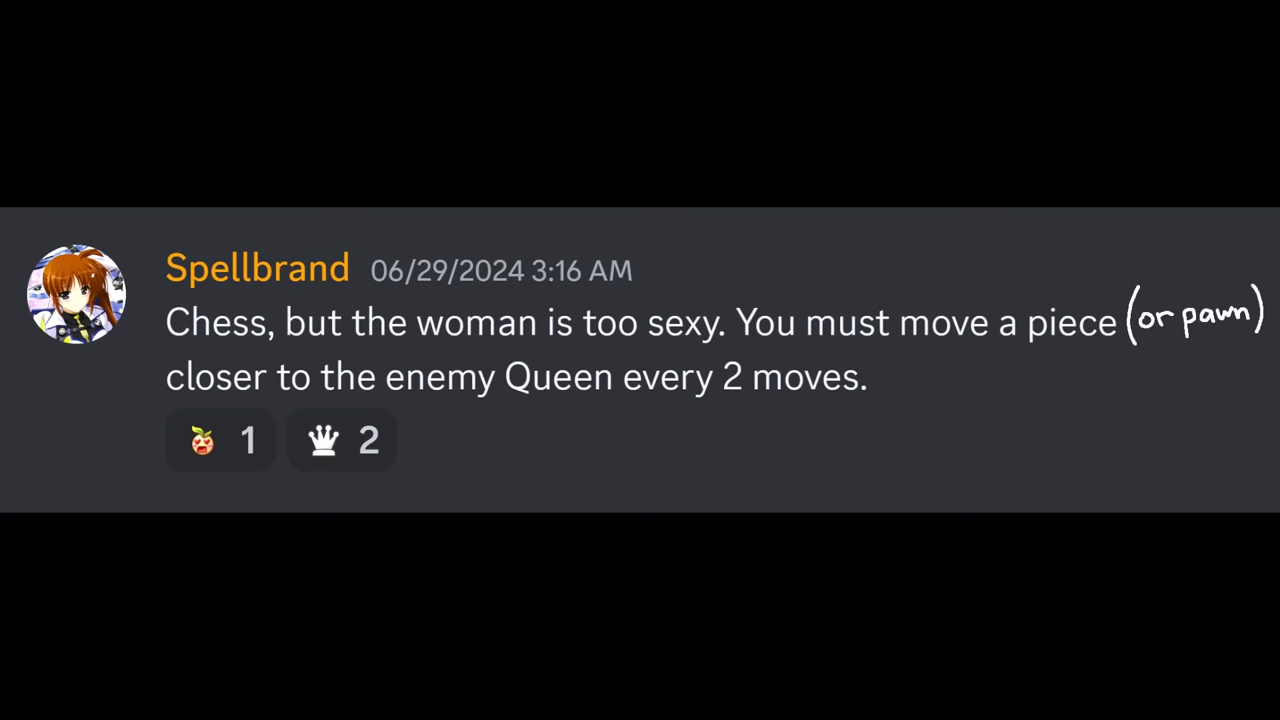 Spellbrand 06/29/2024 3:16 AM
Chess, but the woman is too sexy. You must move a piece (or pawn)
closer to the enemy Queen every 2 moves.
1 2